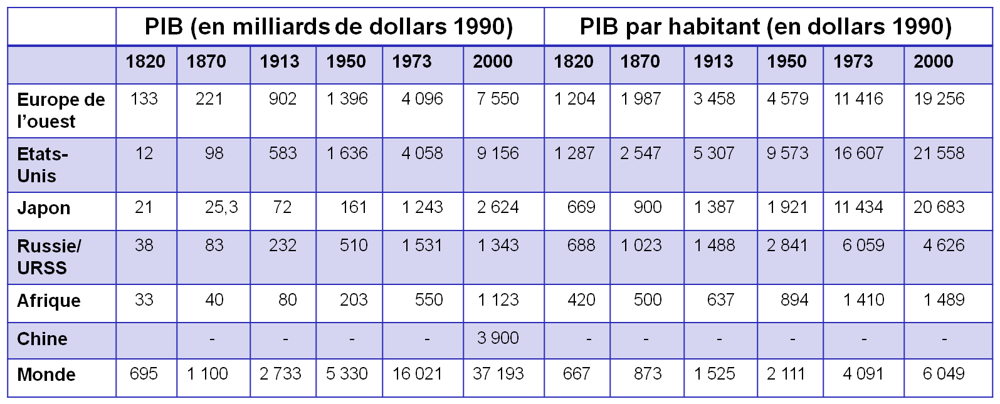 PIB (en milliards de dollars 1990) PIB par habitant (en dollars 1990)
1820 1870 1913 1950 1973 2000 1820 1870 1913 1950 1973 2000
Europe de 133 221 902 1 396 4 096 7 550 1 204 1 987 3 458 4 579 11 416 19 256
l’ouest
Etats- 12 98 583 1 636 4 058 9 156 1 287 2 547 5 307 9 573 16 607 21 558
Unis
Japon 21 25,3 72 161 1 243 2 624 669 900 1 387 1 921 11 434 20 683
Russie/ 38 83 232 510 1 531 1 343 688 1 023 1 488 2 841 6 059 4 626
URSS
Afrique 33 40 80 203 550 1 123 420 500 637 894 1 410 1 489
Chine - - - - 3 900 - - - - - -
Monde 695 1 100 2 733 5 330 16 021 37 193 667 873 1 525 2 111 4 091 6 049